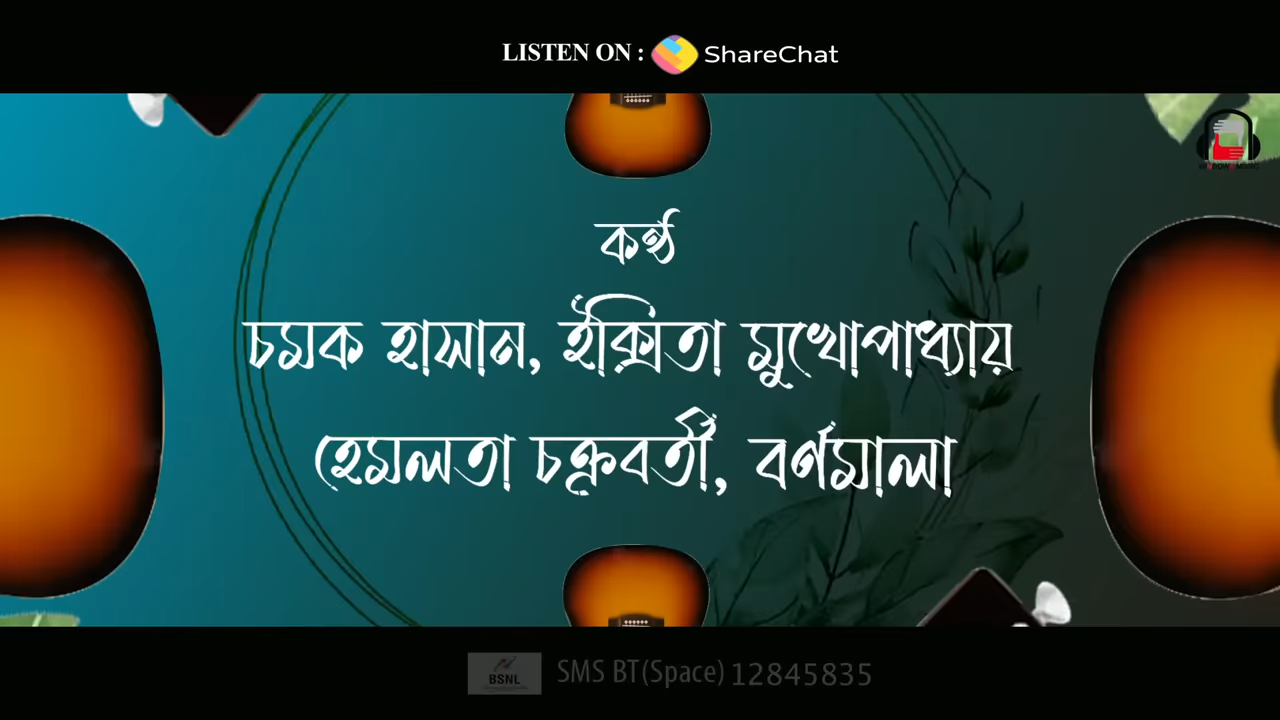 LISTEN ON : ShareChat
কণ্ঠ
চমক হাসান, ইক্সিতা মুখোপাধ্যায়
হেমলতা চক্রবর্তী, বর্ণমালা
BSNL SMS BT(Space) 12845835